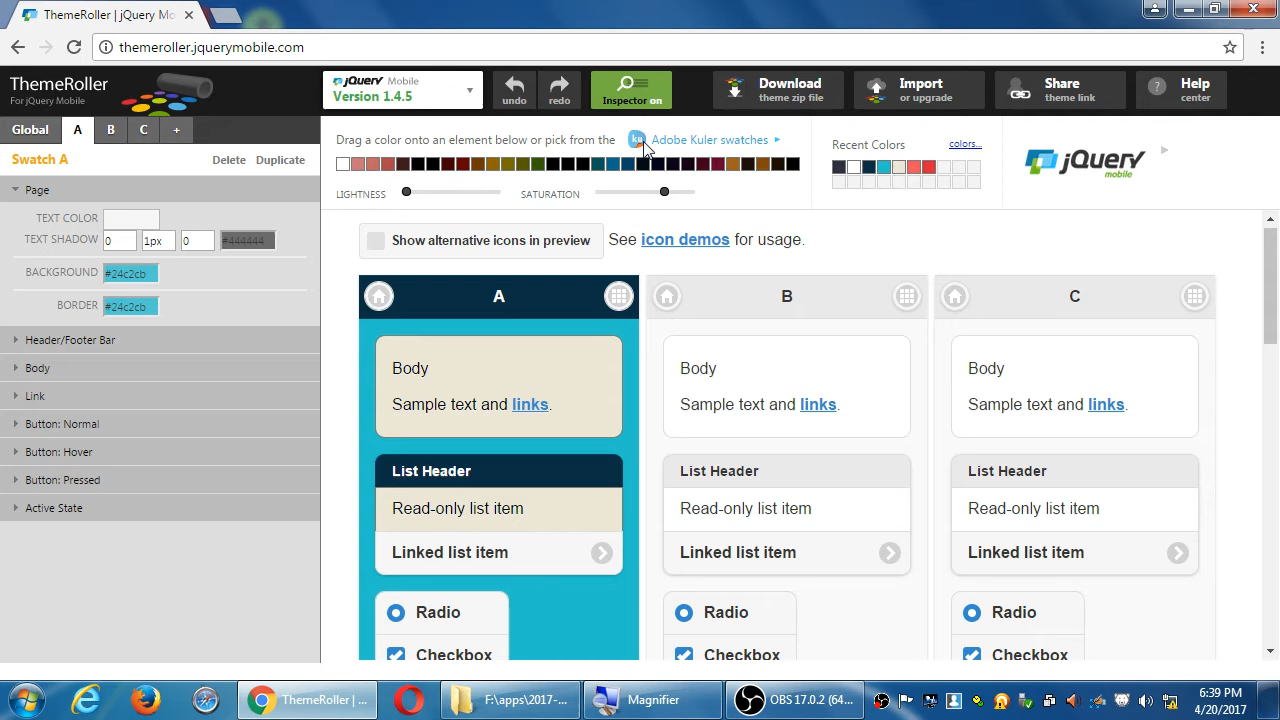 ThemeRoller | jQuery Mo
themeroller.jquerymobile.com
ThemeRoller
For jQuery Mobile
jQuery Mobile
Version 1.4.5
undo
redo
Inspector on
Download
theme zip file
Import
or upgrade
Share
theme link
? Help
center
Global
A
B
C
+
Drag a color onto an element below or pick from the ku Adobe Kuler swatches
LIGHTNESS
SATURATION
Recent Colors
colors...
jQuery
mobile
Swatch A
Delete
Duplicate
Page
TEXT COLOR
TEXT SHADOW 0 1px 0 #444444
BACKGROUND #24c2cb
BORDER #24c2cb
Header/Footer Bar
Body
Link
Button: Normal
Button: Hover
Button: Pressed
Active State
Show alternative icons in preview
See icon demos for usage.
A
Body
Sample text and links.
List Header
Read-only list item
Linked list item
Radio
Checkbox
B
Body
Sample text and links.
List Header
Read-only list item
Linked list item
Radio
Checkbox
C
Body
Sample text and links.
List Header
Read-only list item
Linked list item
Radio
Checkbox
ThemeRoller | ...
F:\apps\2017-...
Magnifier
OBS 17.0.2 (64...
6:39 PM
4/20/2017